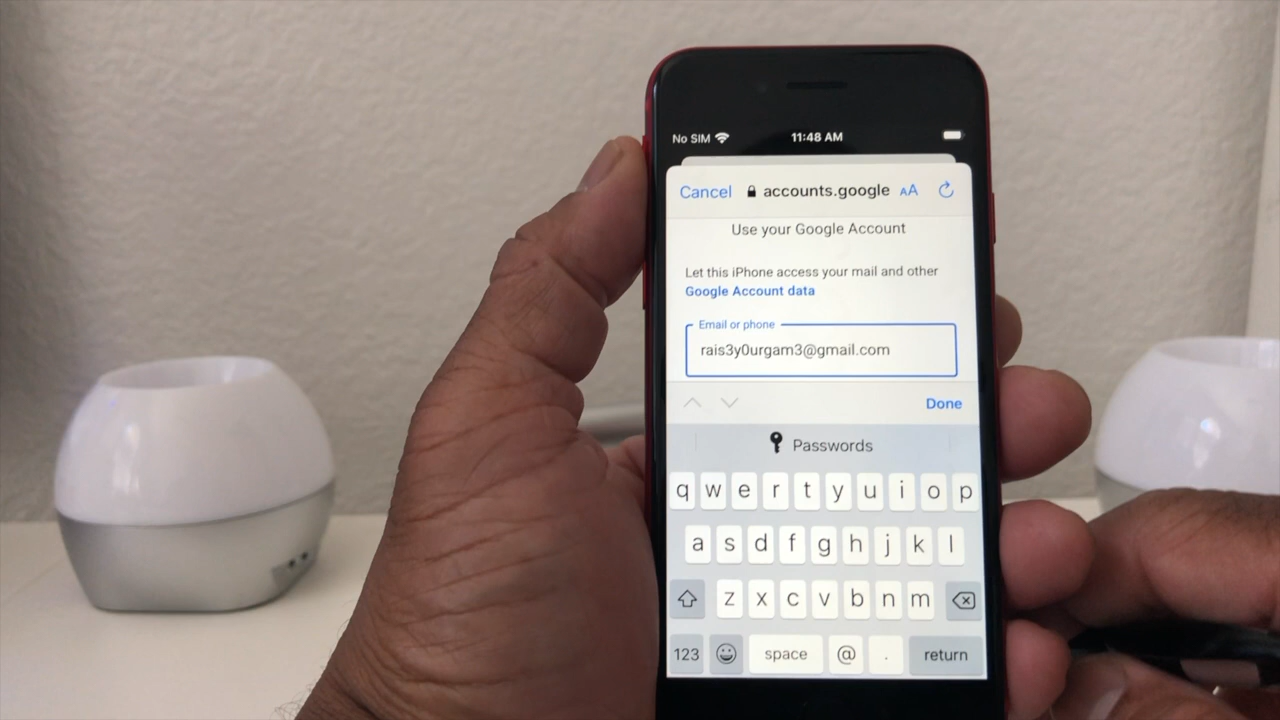 No SIM 11:48 AM
Cancel accounts.google AA
Use your Google Account
Let this iPhone access your mail and other
Google Account data
Email or phone
rais3y0urgam3@gmail.com
Done
Passwords
q w e r t y u i o p
a s d f g h j k l
z x c v b n m
123 space @ . return